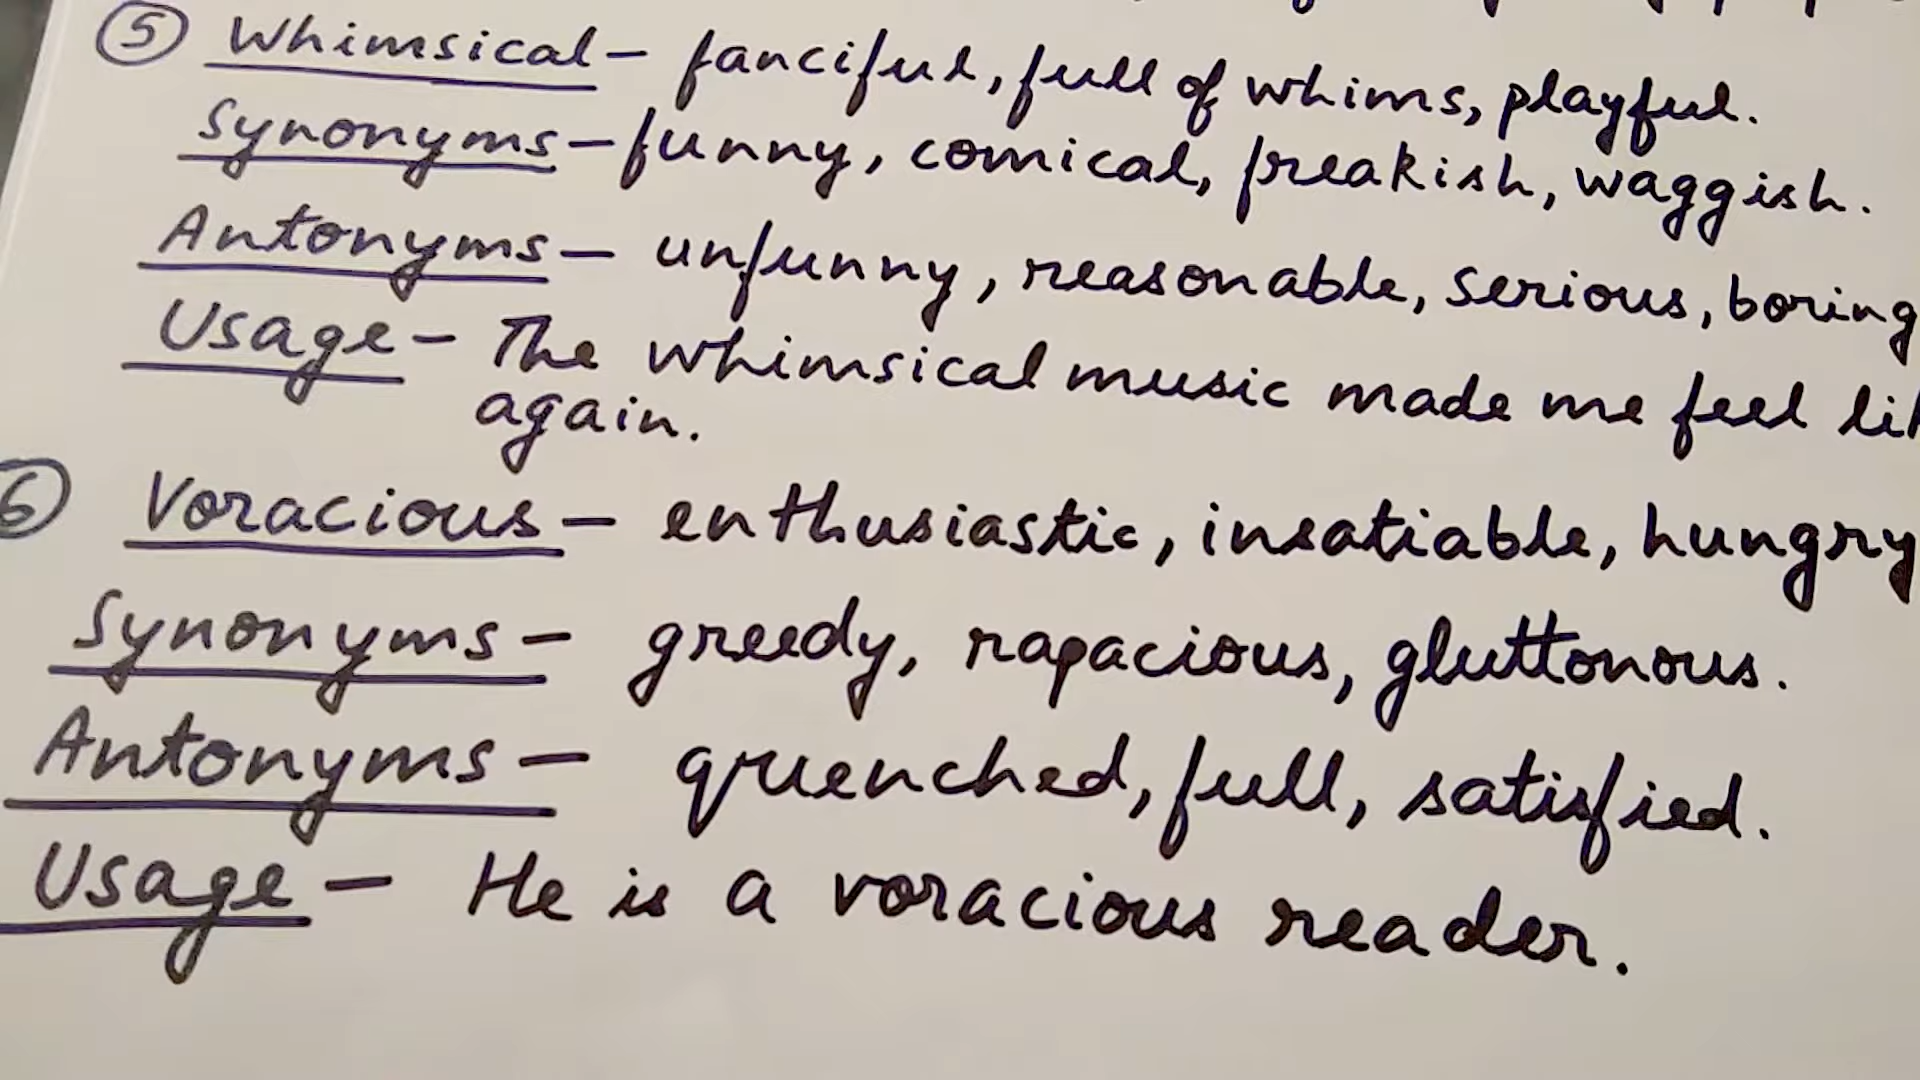 ⑤ Whimsical - fanciful, full of whims, playful.
Synonyms - funny, comical, freakish, waggish.
Antonyms - unfunny, reasonable, serious, boring
Usage - The whimsical music made me feel
again.
⑥ Voracious - enthusiastic, insatiable, hungry
Synonyms - greedy, rapacious, gluttonous.
Antonyms - quenched, full, satisfied.
Usage - He is a voracious reader.